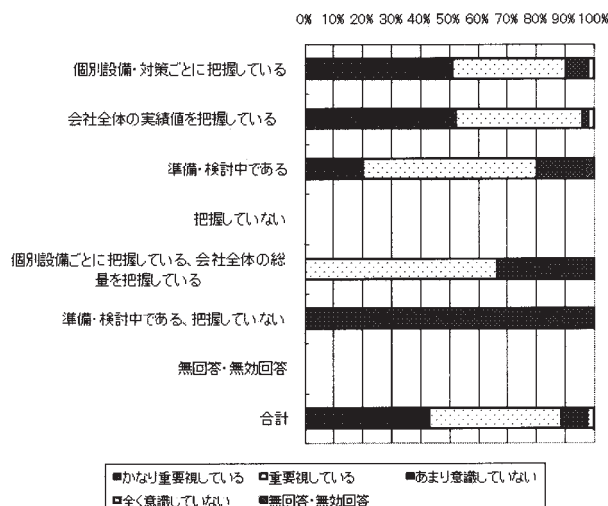 0% 10% 20% 30% 40% 50% 60% 70% 80% 90% 100%
個別設備・対策ごとに把握している
会社全体の実績値を把握している
準備・検討中である
把握していない
個別設備ごとに把握している、会社全体の総
量を把握している
準備・検討中である、把握していない
無回答・無効回答
合計
■かなり重要視している □重要視している ■あまり意識していない
□全く意識していない ■無回答・無効回答